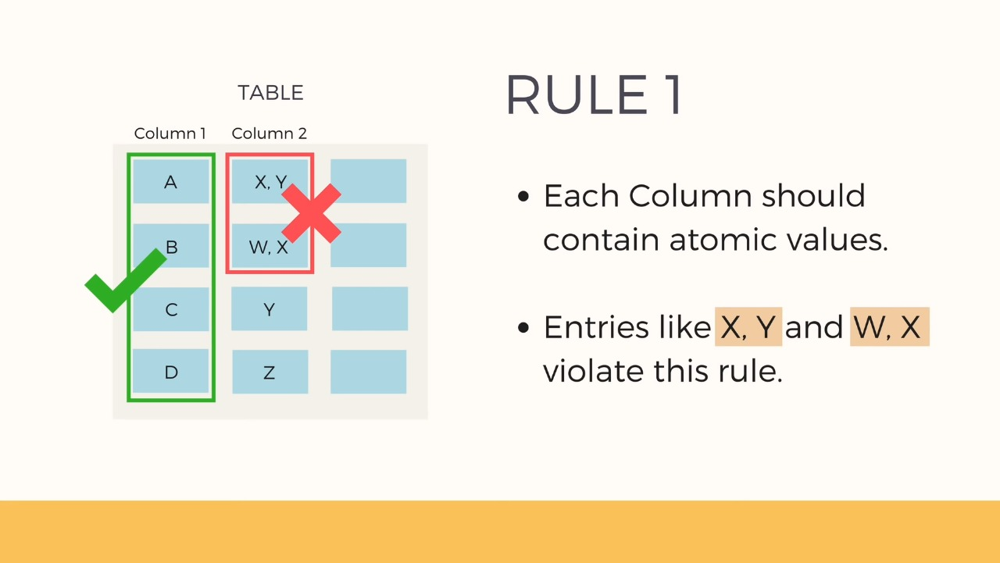 TABLE
Column 1 Column 2
A X, Y
B W, X
C Y
D Z
RULE 1
• Each Column should
contain atomic values.
• Entries like X, Y and W, X
violate this rule.